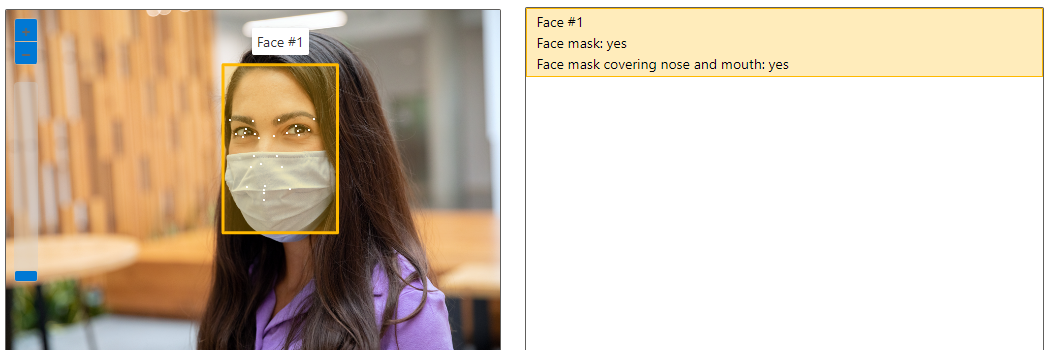 Face #1
Face #1
Face mask: yes
Face mask covering nose and mouth: yes